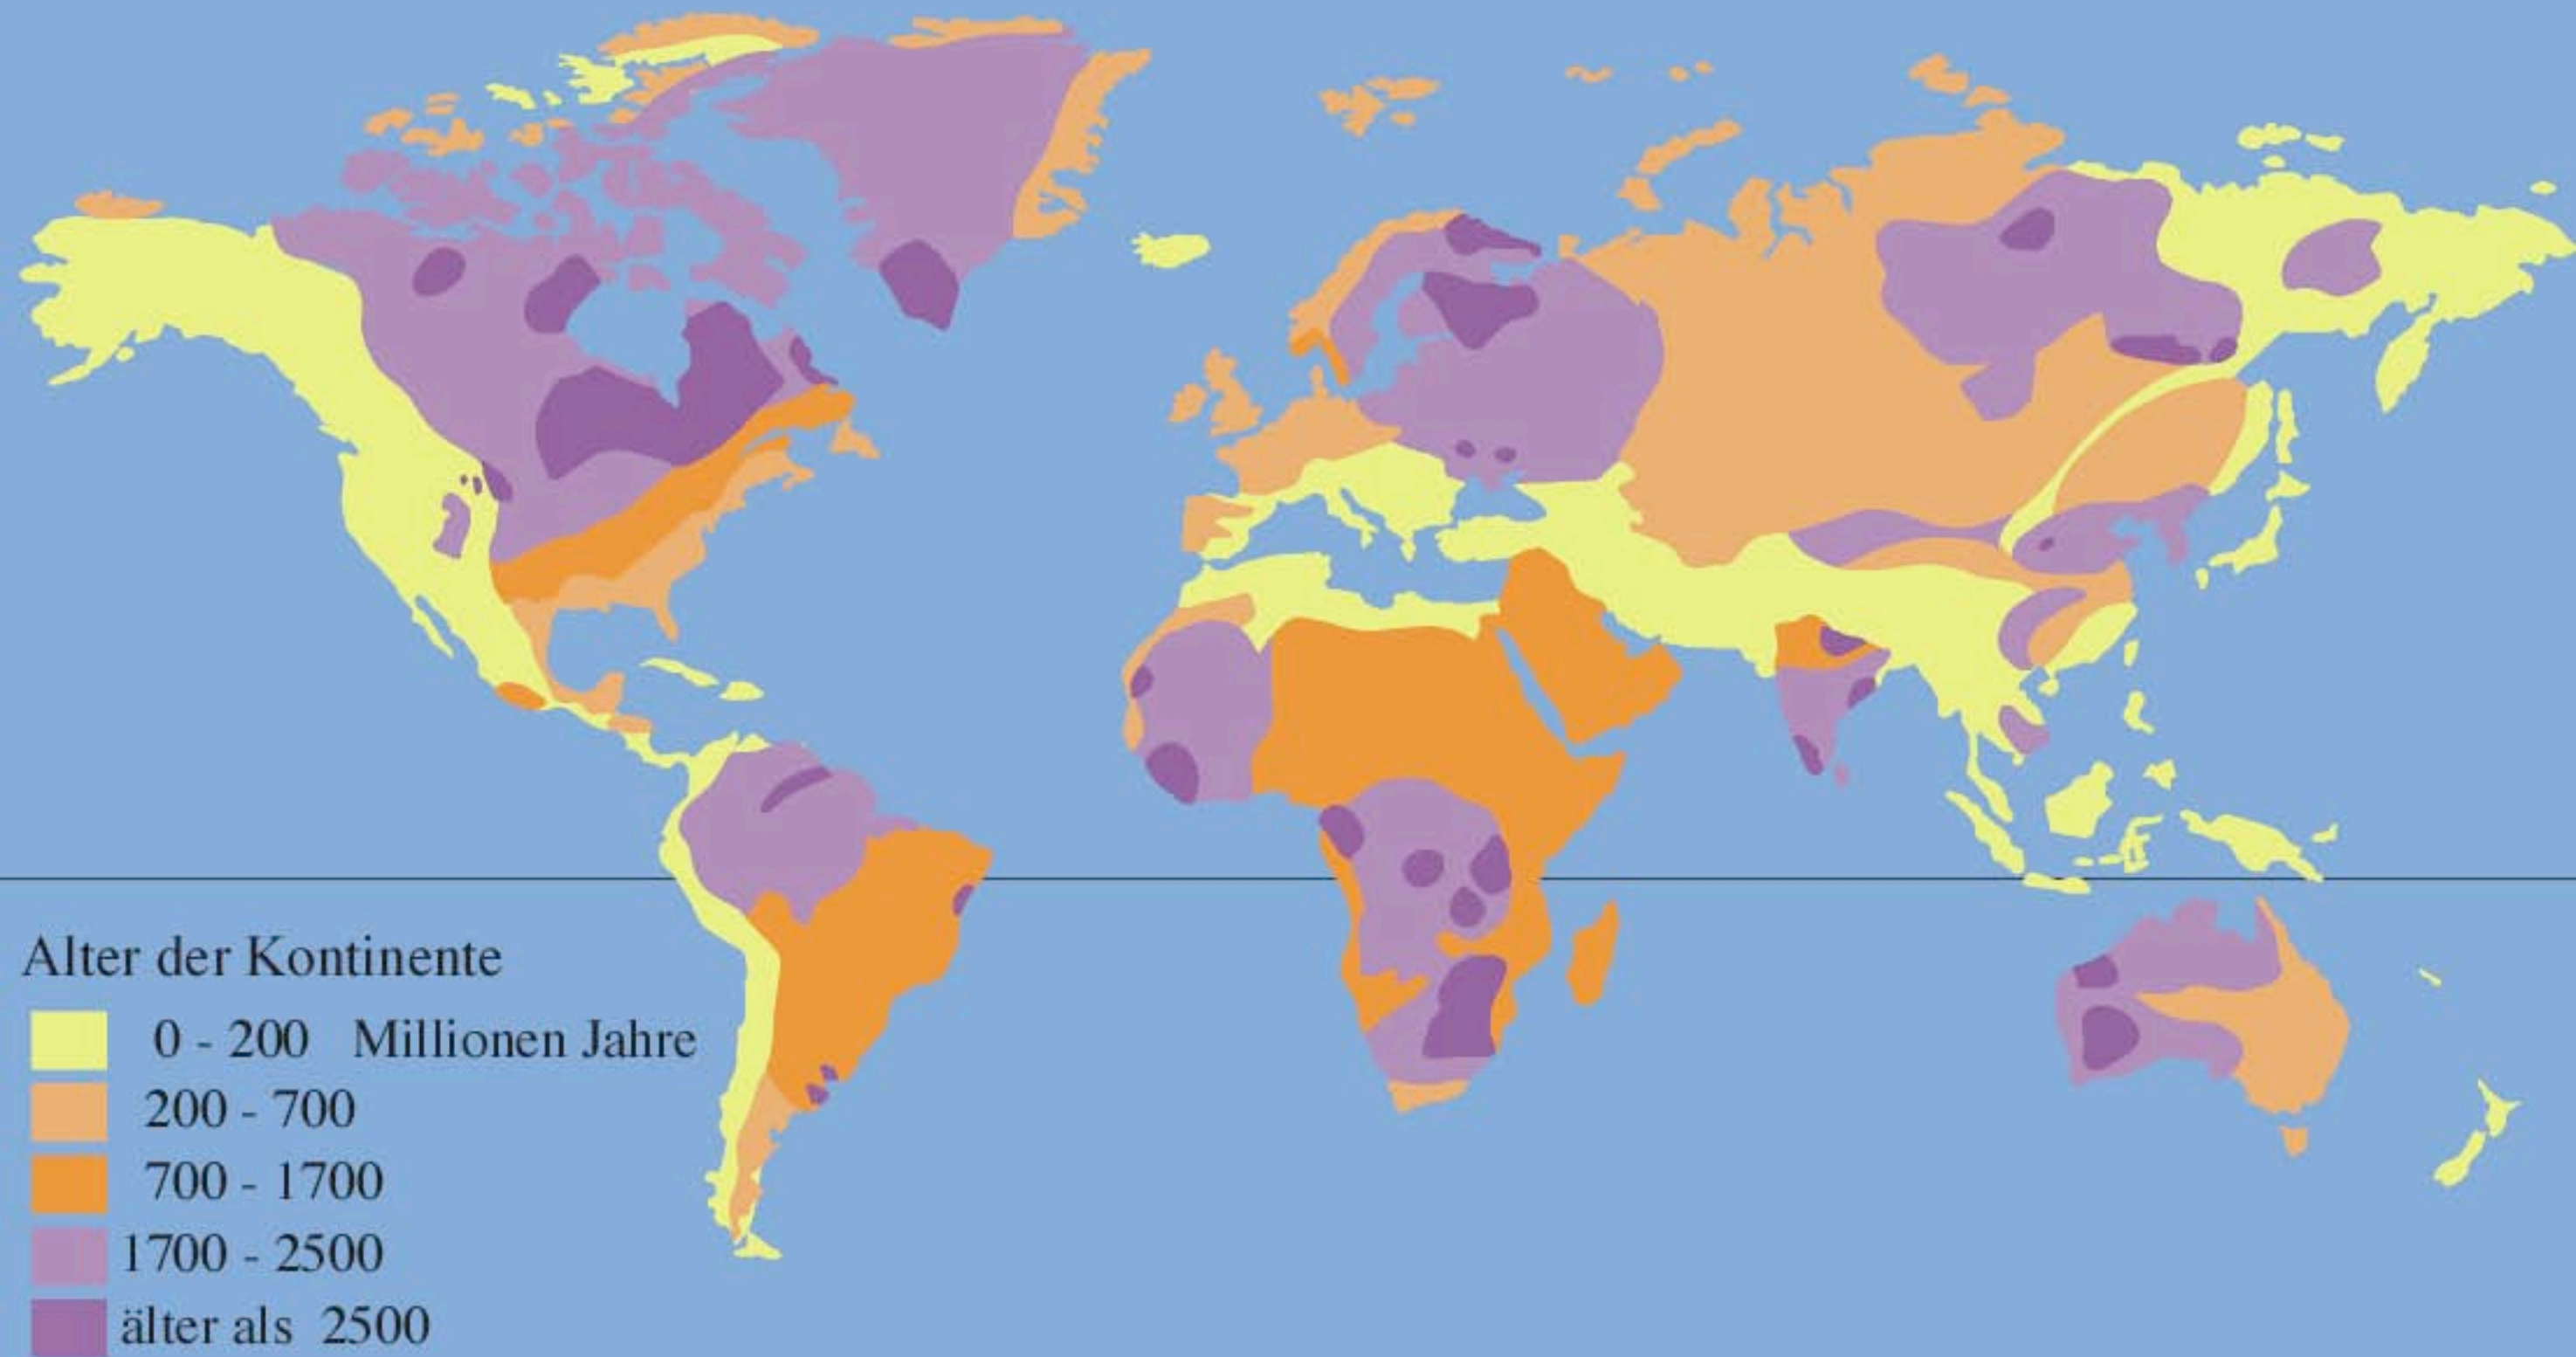 Alter der Kontinente
0 - 200 Millionen Jahre
200 - 700
700 - 1700
1700 - 2500
älter als 2500